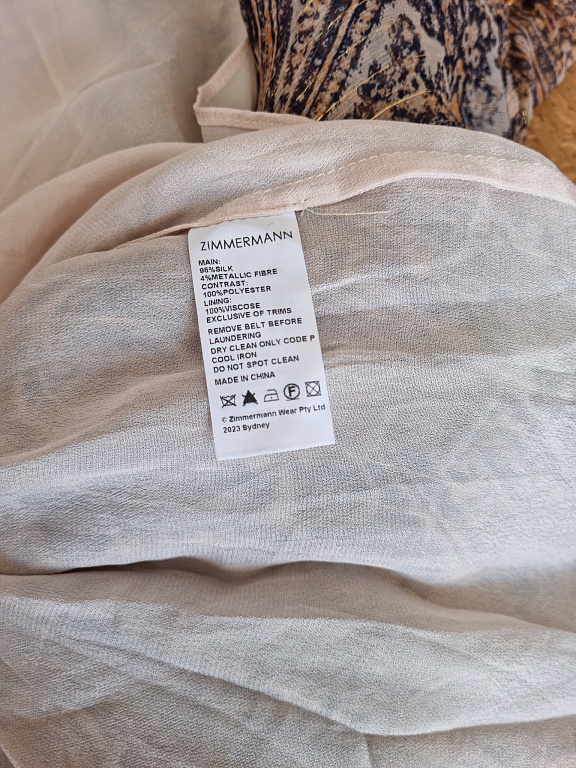 ZIMMERMANN
MAIN:
96%SILK
4%METALLIC FIBRE
CONTRAST:
100%POLYESTER
LINING:
100%VISCOSE
EXCLUSIVE OF TRIMS
REMOVE BELT BEFORE
LAUNDERING
DRY CLEAN ONLY CODE P
COOL IRON
DO NOT SPOT CLEAN
MADE IN CHINA
F
© Zimmermann Wear Pty Ltd
2023 Sydney